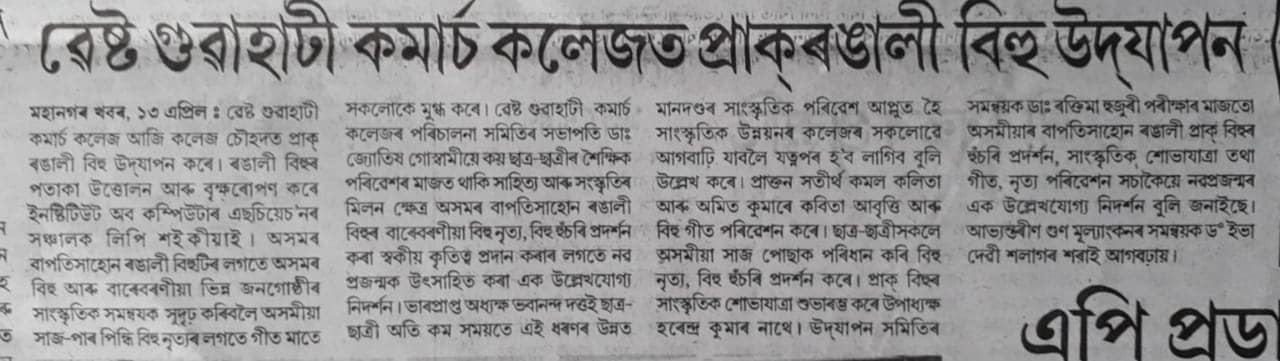 ৱেষ্ট গুৱাহাটী কমাৰ্চ কলেজত প্ৰাক্‌ৰঙালী বিহু উদ্‌যাপন
মহানগৰ খবৰ, ১৩ এপ্ৰিল : ৱেষ্ট গুৱাহাটী
কমাৰ্চ কলেজ আজি কলেজ চৌহদত প্ৰাক্
ৰঙালী বিহু উদ্‌যাপন কৰে। ৰঙালী বিহুৰ
পতাকা উত্তোলন আৰু বৃক্ষৰোপণ কৰে
ইনষ্টিটিউট অব কম্পিউটাৰ এছচিয়েচ'নৰ
সঞ্চালক লিপি শইকীয়াই। অসমৰ
বাপতিসাহোন ৰঙালী বিহুটিৰ লগতে অসমৰ
বিহু আৰু বাৰেবৰণীয়া ভিন্ন জনগোষ্ঠীৰ
সাংস্কৃতিক সমন্বয়ক সুদৃঢ় কৰিবলৈ অসমীয়া
সাজ-পাৰ পিন্ধি বিহু নৃত্যৰ লগতে গীত মাতে
সকলোকে মুগ্ধ কৰে। ৱেষ্ট গুৱাহাটী কমাৰ্চ
কলেজৰ পৰিচালনা সমিতিৰ সভাপতি ডাঃ
জ্যোতিষ গোস্বামীয়ে কয় ছাত্ৰ-ছাত্ৰীৰ শৈক্ষিক
পৰিৱেশৰ মাজত থাকি সাহিত্য আৰু সংস্কৃতিৰ
মিলন ক্ষেত্ৰ অসমৰ বাপতিসাহোন ৰঙালী
বিহুৰ বাৰেবৰণীয়া বিহু নৃত্য, বিহু হুঁচৰি প্ৰদৰ্শন
কৰা স্বকীয় কৃতিত্ব প্ৰদান কৰাৰ লগতে নৱ
প্ৰজন্মক উৎসাহিত কৰা এক উল্লেখযোগ্য
নিদৰ্শন। ভাৰপ্ৰাপ্ত অধ্যক্ষ ভবানন্দ দত্তই ছাত্ৰ-
ছাত্ৰী অতি কম সময়তে এই ধৰণৰ উন্নত
মানদণ্ডৰ সাংস্কৃতিক পৰিৱেশ আপ্লুত হৈ
সাংস্কৃতিক উন্নয়নৰ কলেজৰ সকলোৱে
আগবাঢ়ি যাবলৈ যত্নপৰ হ'ব লাগিব বুলি
উল্লেখ কৰে। প্ৰাক্তন সতীৰ্থ কমল কলিতা
আৰু অমিত কুমাৰে কবিতা আবৃত্তি আৰু
বিহু গীত পৰিৱেশন কৰে। ছাত্ৰ-ছাত্ৰীসকলে
অসমীয়া সাজ পোছাক পৰিধান কৰি বিহু
নৃত্য, বিহু হুঁচৰি প্ৰদৰ্শন কৰে। প্ৰাক্ বিহুৰ
সাংস্কৃতিক শোভাযাত্ৰা শুভাৰম্ভ কৰে উপাধ্যক্ষ
হৰেন্দ্ৰ কুমাৰ নাথে। উদ্‌যাপন সমিতিৰ
সমন্বয়ক ডাঃ ৰক্তিমা হুজুৰী পৰীক্ষাৰ মাজতো
অসমীয়াৰ বাপতিসাহোন ৰঙালী প্ৰাক্ বিহুৰ
হুঁচৰি প্ৰদৰ্শন, সাংস্কৃতিক শোভাযাত্ৰা তথা
গীত, নৃত্য পৰিৱেশন সচাকৈয়ে নৱপ্ৰজন্মৰ
এক উল্লেখযোগ্য নিদৰ্শন বুলি জনাইছে।
আভ্যন্তৰীণ গুণ মূল্যাংকনৰ সমন্বয়ক ড° ইভা
দেৱী শলাগৰ শৰাই আগবঢ়ায়।
এপি প্ৰড